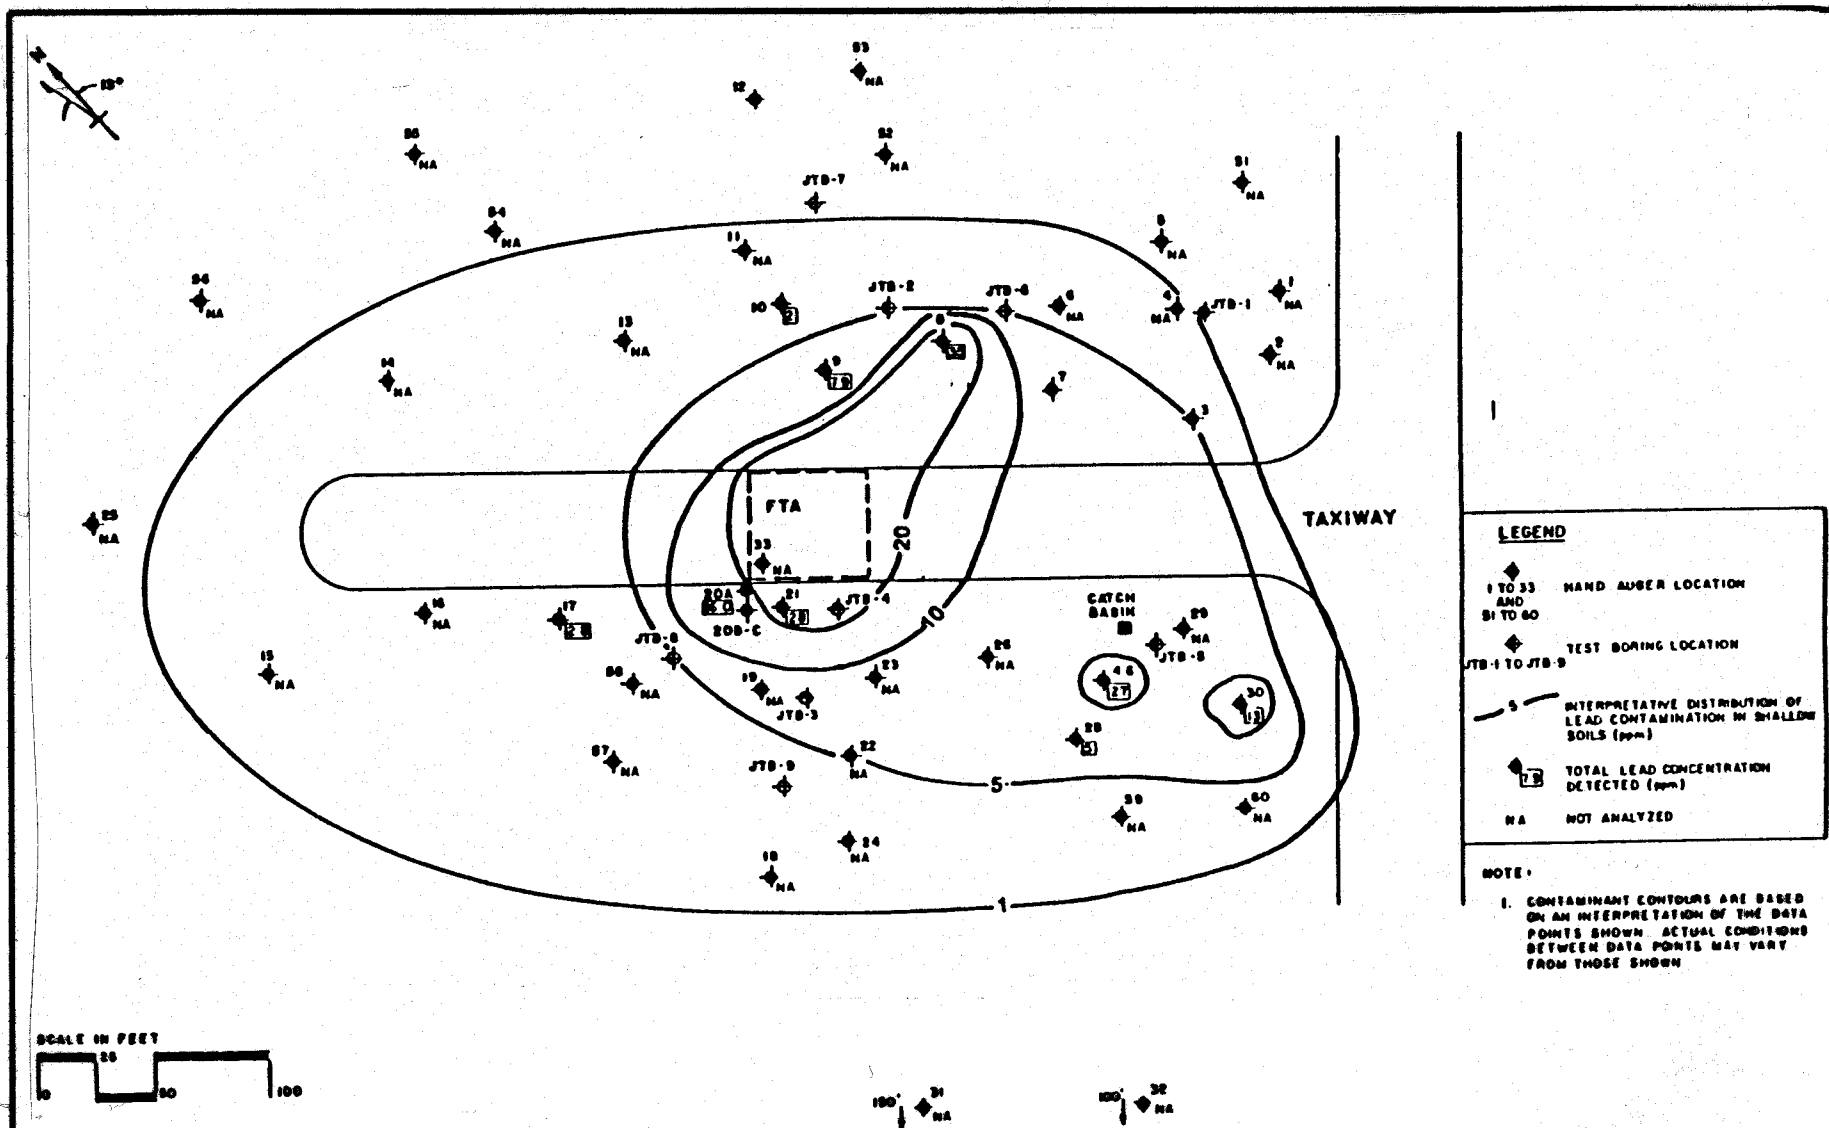 N
13°
53
NA
12
55
NA
52
NA
JTB-7
51
NA
54
NA
11
NA
5
NA
56
NA
10
2
JTB-2
8
JTB-6
6
NA
4
NA
JTB-1
1
NA
13
NA
14
NA
9
7.9
7
2
NA
3
25
NA
FTA
33
NA
20
TAXIWAY
20A
20B-C
21
28
JTB-4
10
CATCH
BASIN
29
NA
16
NA
17
2.8
15
NA
58
NA
19
NA
JTB-3
23
NA
26
NA
JTB-5
46
27
30
28
5
57
NA
JTB-9
22
NA
5
59
NA
60
NA
24
NA
18
NA
1
LEGEND
1 TO 33
AND
51 TO 60
HAND AUGER LOCATION
JTB-1 TO JTB-9
TEST BORING LOCATION
5
INTERPRETATIVE DISTRIBUTION OF
LEAD CONTAMINATION IN SHALLOW
SOILS (ppm)
7.9
TOTAL LEAD CONCENTRATION
DETECTED (ppm)
NA
NOT ANALYZED
NOTE:
1. CONTAMINANT CONTOURS ARE BASED
ON AN INTERPRETATION OF THE DATA
POINTS SHOWN. ACTUAL CONDITIONS
BETWEEN DATA POINTS MAY VARY
FROM THOSE SHOWN
SCALE IN FEET
0
25
50
100
190'
31
NA
100'
32
NA